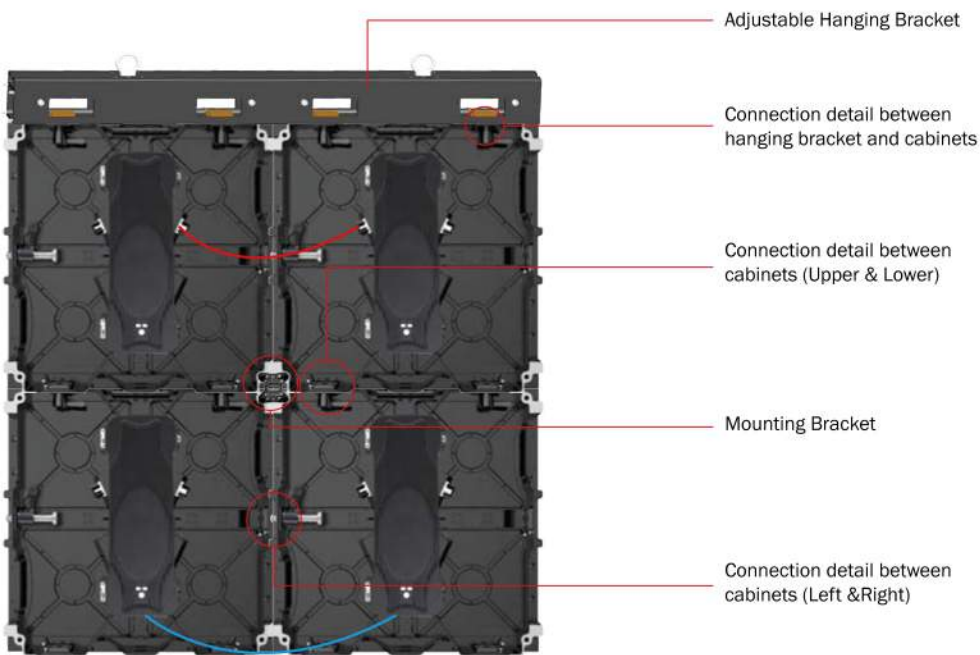 Adjustable Hanging Bracket
Connection detail between
hanging bracket and cabinets
Connection detail between
cabinets (Upper & Lower)
Mounting Bracket
Connection detail between
cabinets (Left &Right)